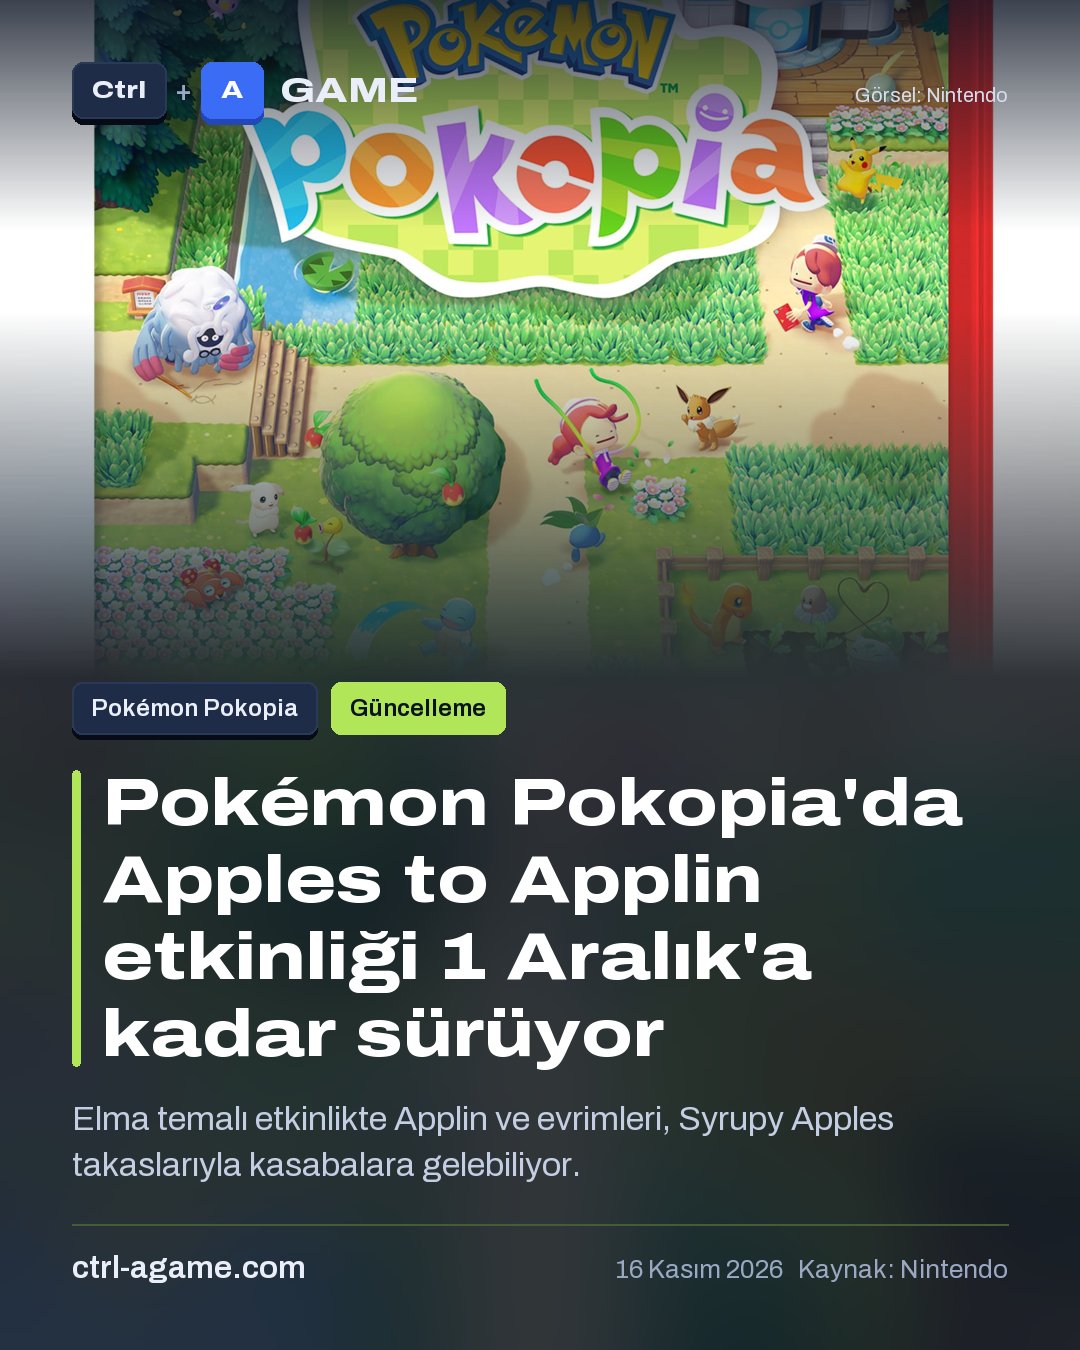 POKÉMON
Ctrl + A GAME
TM
Görsel: Nintendo
Pokopia
Pokémon Pokopia
Güncelleme
Pokémon Pokopia'da
Apples to Applin
etkinliği 1 Aralık'a
kadar sürüyor
Elma temalı etkinlikte Applin ve evrimleri, Syrupy Apples
takaslarıyla kasabalara gelebiliyor.
ctrl-agame.com
16 Kasım 2026 Kaynak: Nintendo